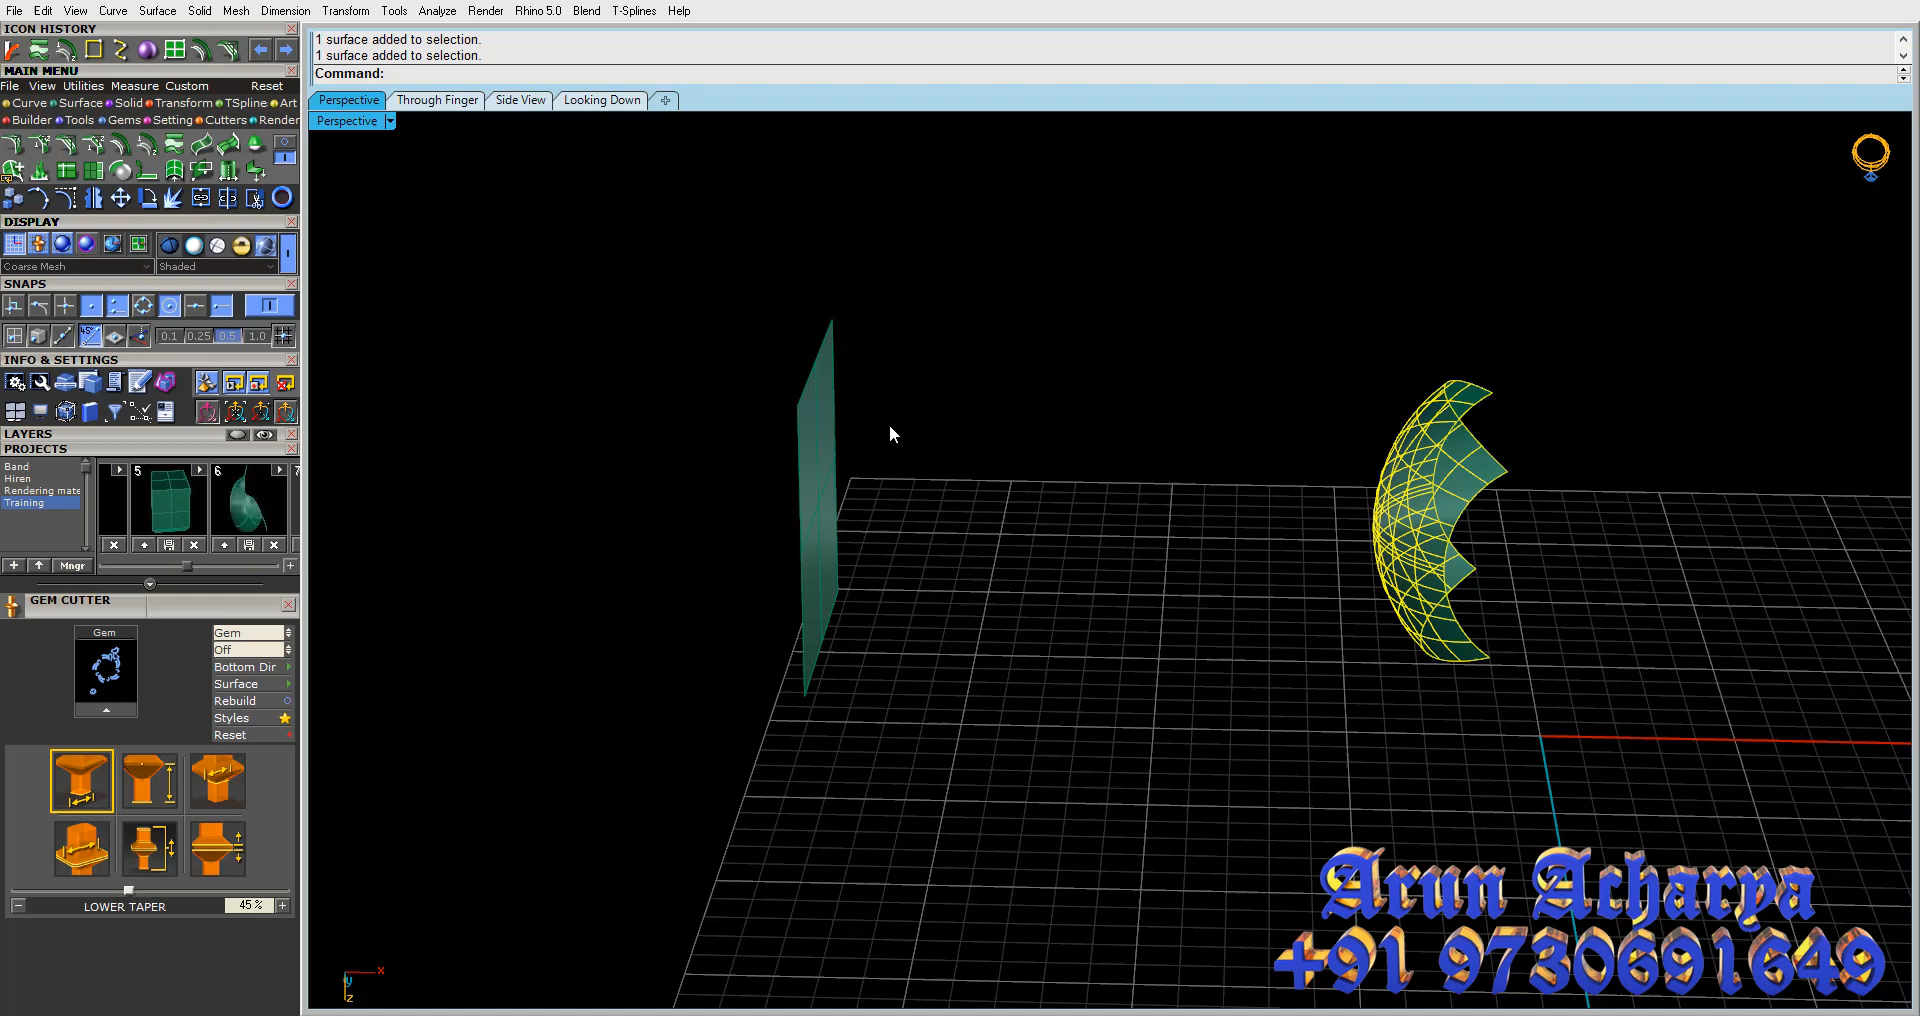 File Edit View Curve Surface Solid Mesh Dimension Transform Tools Analyze Render Rhino 5.0 Blend T-Splines Help
ICON HISTORY
MAIN MENU
File View Utilities Measure Custom Reset
Curve Surface Solid Transform TSpline Art
Builder Tools Gems Setting Cutters Render
DISPLAY
Coarse Mesh Shaded
SNAPS
45°
0.1 0.25 0.5 1.0
INFO & SETTINGS
LAYERS
PROJECTS
Band
Hiren
Rendering mate
Training
5 6 7
Mngr
GEM CUTTER
Gem
Gem
Off
Bottom Dir
Surface
Rebuild
Styles
Reset
LOWER TAPER 45 %
1 surface added to selection.
1 surface added to selection.
Command:
Perspective Through Finger Side View Looking Down
Perspective
x
y
z
Arun Acharya
+91 9730691649